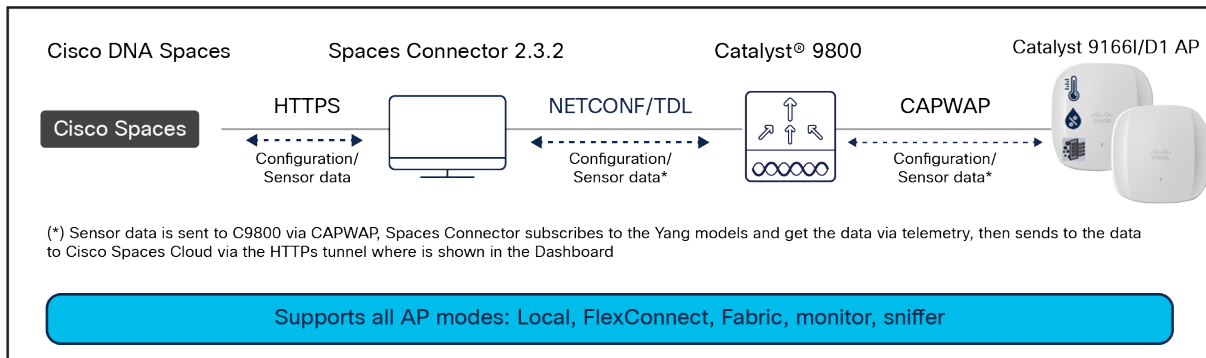 Cisco DNA Spaces
Spaces Connector 2.3.2
Catalyst® 9800
Catalyst 9166I/D1 AP
HTTPS
NETCONF/TDL
CAPWAP
Cisco Spaces
Configuration/
Sensor data
Configuration/
Sensor data*
Configuration/
Sensor data*
(*) Sensor data is sent to C9800 via CAPWAP, Spaces Connector subscribes to the Yang models and get the data via telemetry, then sends to the data
to Cisco Spaces Cloud via the HTTPs tunnel where is shown in the Dashboard
Supports all AP modes: Local, FlexConnect, Fabric, monitor, sniffer